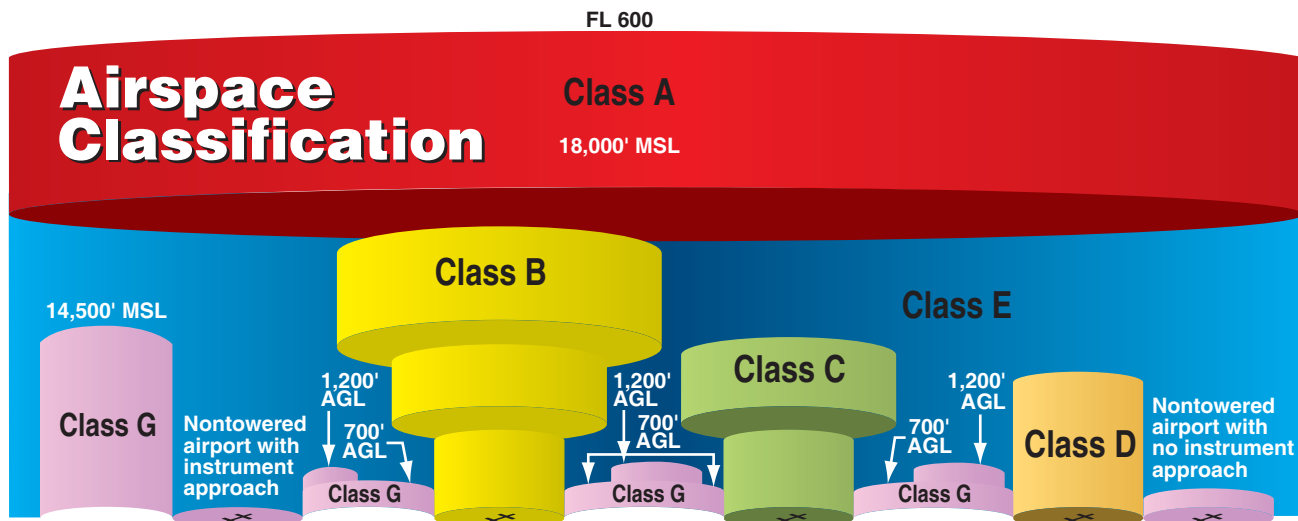 FL 600
Airspace
Classification
Class A
18,000' MSL
Class B
14,500' MSL
Class E
Class C
1,200'
AGL
1,200'
AGL
1,200'
AGL
Class G
Nontowered
airport with
instrument
approach
700'
AGL
700'
AGL
700'
AGL
Class D
Nontowered
airport with
no instrument
approach
Class G
Class G
Class G